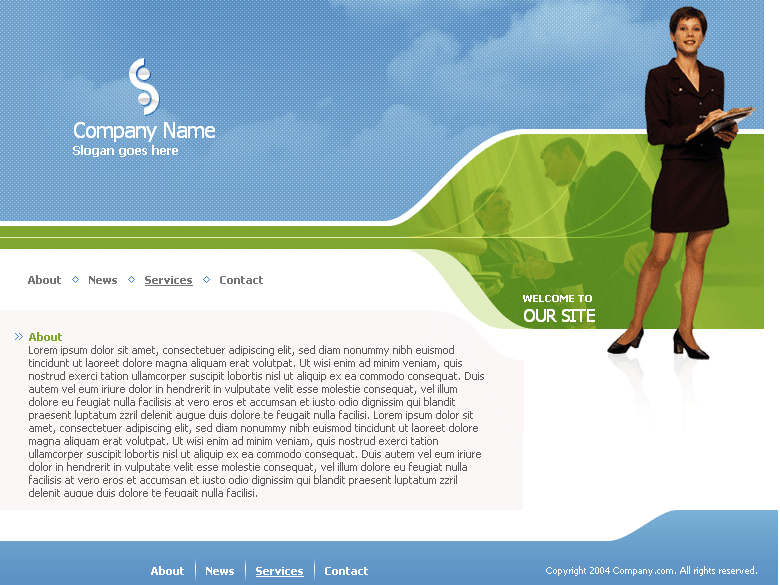 Company Name
Slogan goes here
About News Services Contact
WELCOME TO
OUR SITE
About
Lorem ipsum dolor sit amet, consectetuer adipiscing elit, sed diam nonummy nibh euismod
tincidunt ut laoreet dolore magna aliquam erat volutpat. Ut wisi enim ad minim veniam, quis
nostrud exerci tation ullamcorper suscipit lobortis nisl ut aliquip ex ea commodo consequat. Duis
autem vel eum iriure dolor in hendrerit in vulputate velit esse molestie consequat, vel illum
dolore eu feugiat nulla facilisis at vero eros et accumsan et iusto odio dignissim qui blandit
praesent luptatum zzril delenit augue duis dolore te feugait nulla facilisi. Lorem ipsum dolor sit
amet, consectetuer adipiscing elit, sed diam nonummy nibh euismod tincidunt ut laoreet dolore
magna aliquam erat volutpat. Ut wisi enim ad minim veniam, quis nostrud exerci tation
ullamcorper suscipit lobortis nisl ut aliquip ex ea commodo consequat. Duis autem vel eum iriure
dolor in hendrerit in vulputate velit esse molestie consequat, vel illum dolore eu feugiat nulla
facilisis at vero eros et accumsan et iusto odio dignissim qui blandit praesent luptatum zzril
delenit augue duis dolore te feugait nulla facilisi.
About News Services Contact
Copyright 2004 Company.com. All rights reserved.